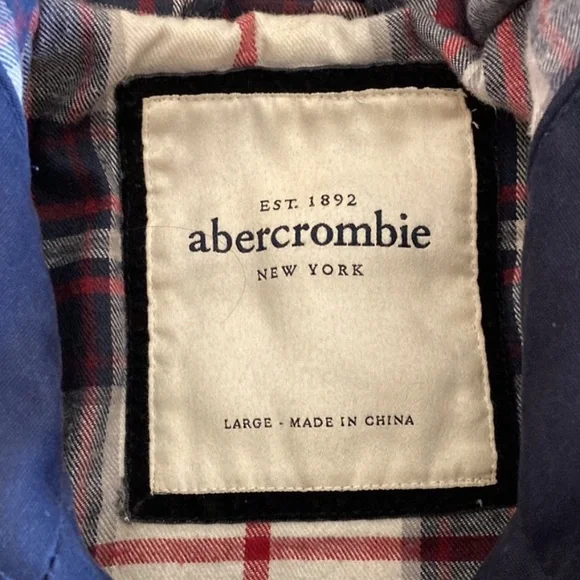 EST. 1892
abercrombie
NEW YORK
LARGE - MADE IN CHINA